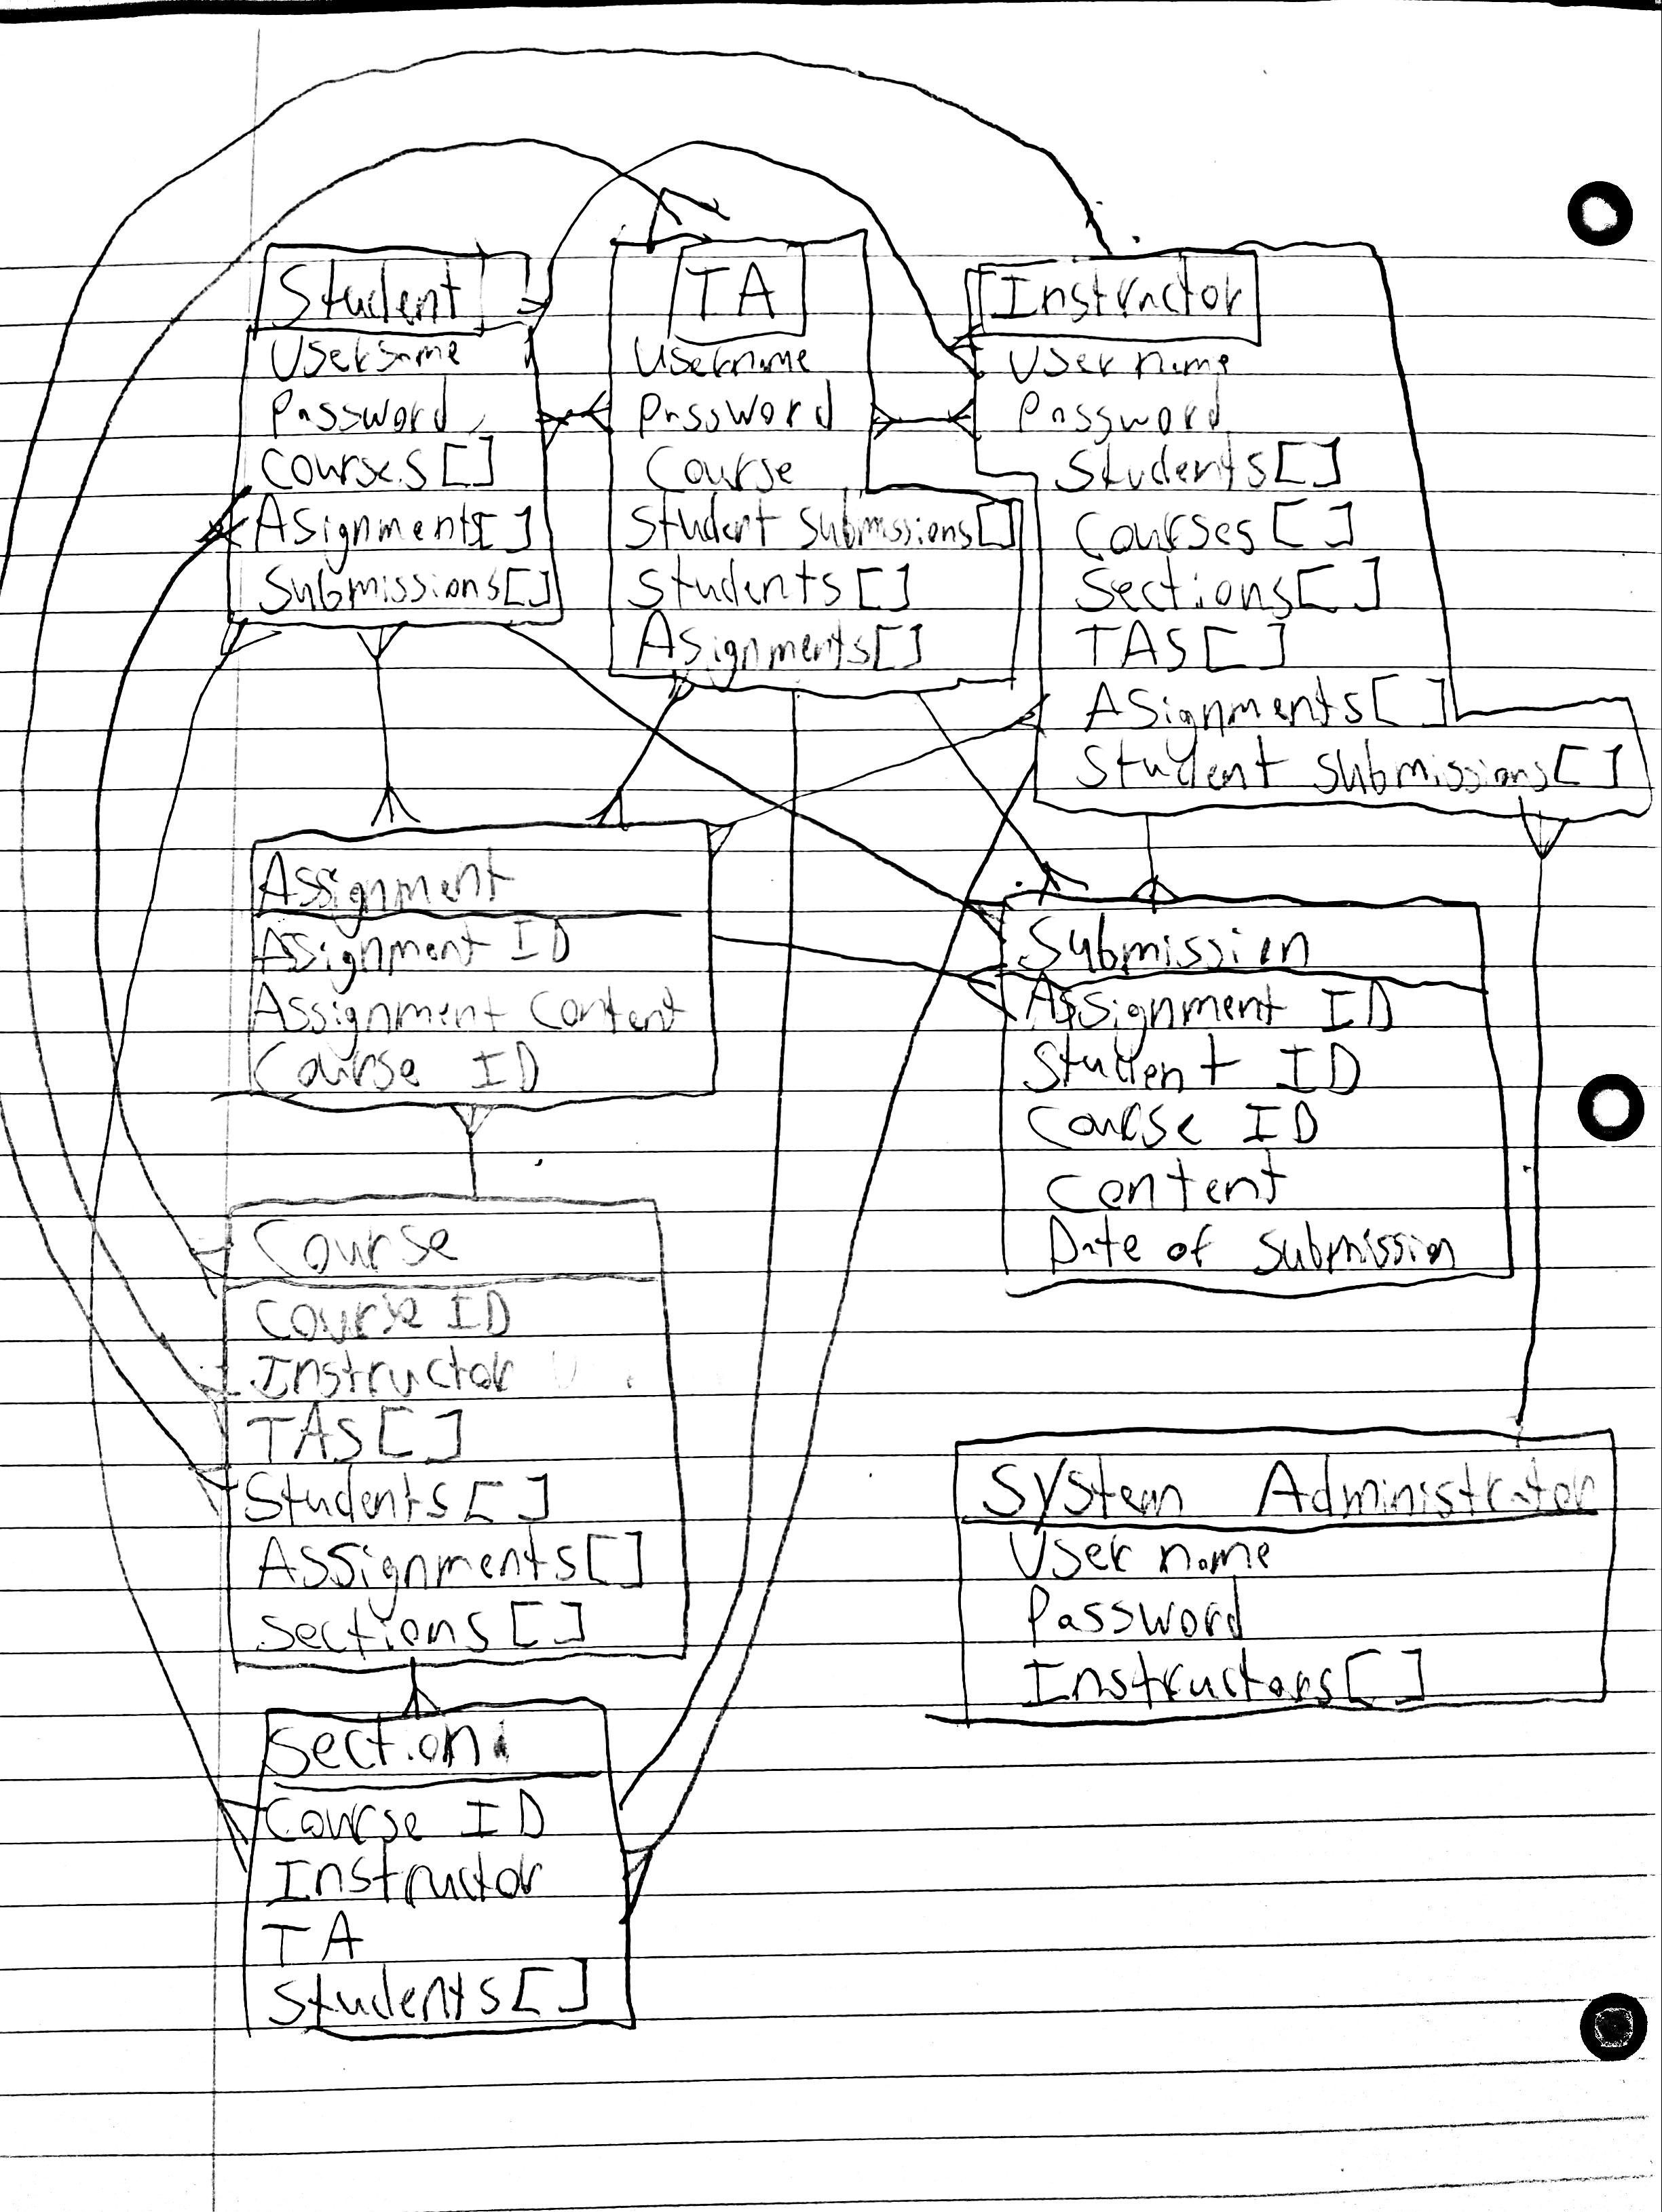 Student
Username
Password
Courses[]
Asignments[]
Submissions[]
TA
Username
Password
Course
Student Submissions[]
Students[]
Asignments[]
Instructor
User name
Password
Students[]
Courses[]
Sections[]
TAS[]
ASignments[]
Student Submissions[]
Assignment
Assignment ID
Assignment Content
Course ID
Submission
Assignment ID
Student ID
Course ID
Content
Date of Submission
Course
Course ID
Instructor
TAS[]
Students[]
Assignments[]
Sections[]
System Administrator
User name
Password
Instructors[]
Section
Course ID
Instructor
TA
Students[]